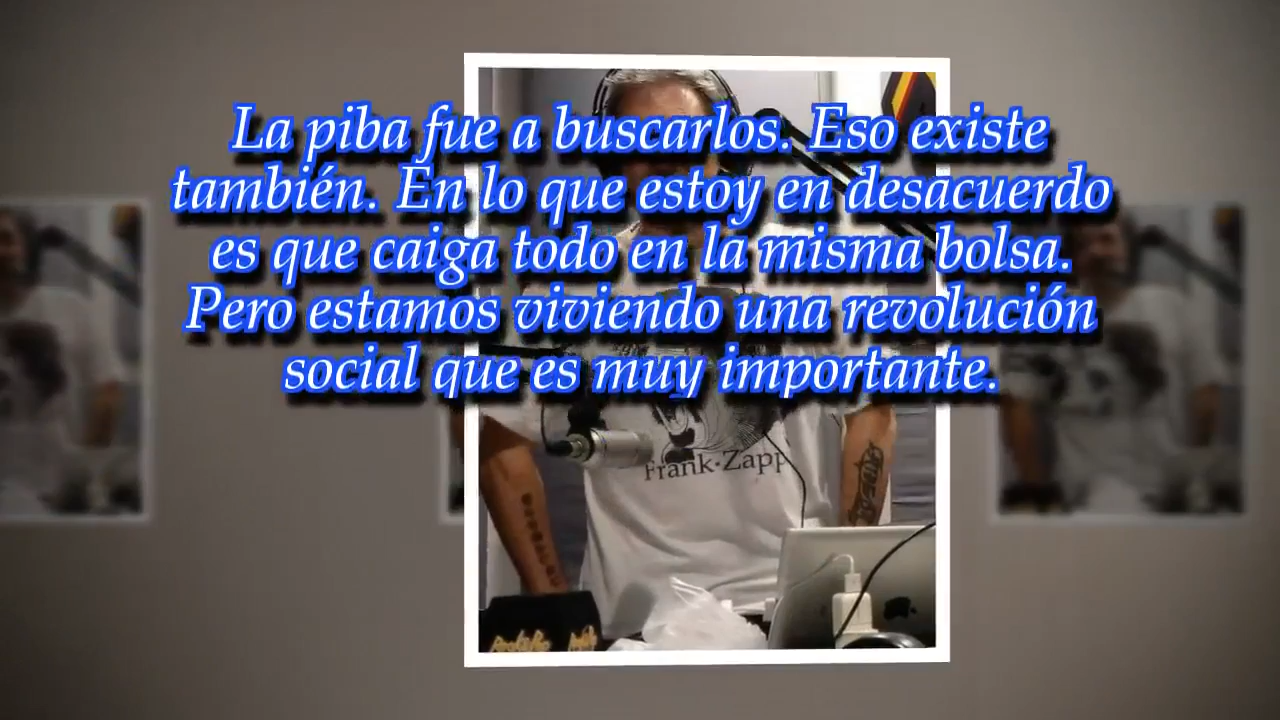 La piba fue a buscarlos. Eso existe
también. En lo que estoy en desacuerdo
es que caiga todo en la misma bolsa.
Pero estamos viviendo una revolución
social que es muy importante.
Frank·Zapp